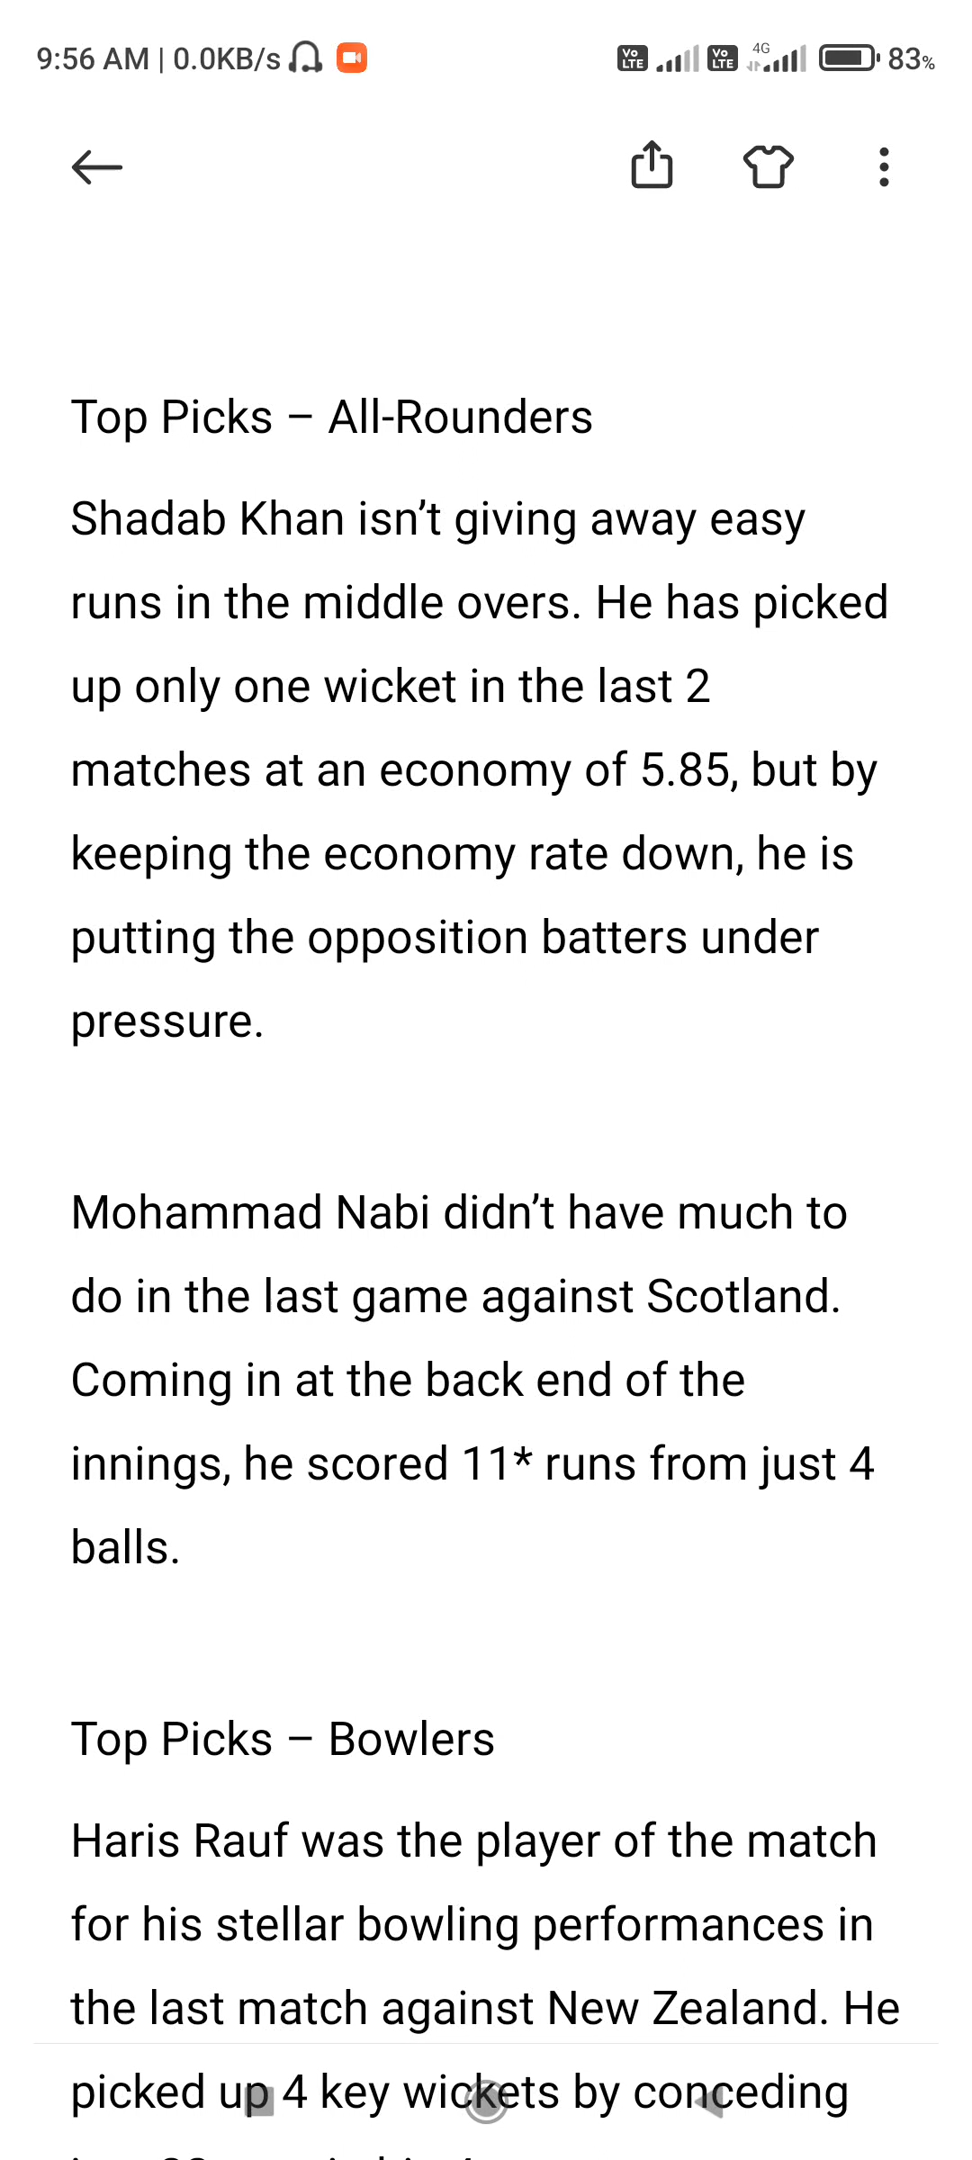 9:56 AM | 0.0KB/s
Vo LTE Vo LTE 4G 83%
Top Picks – All-Rounders
Shadab Khan isn’t giving away easy
runs in the middle overs. He has picked
up only one wicket in the last 2
matches at an economy of 5.85, but by
keeping the economy rate down, he is
putting the opposition batters under
pressure.
Mohammad Nabi didn’t have much to
do in the last game against Scotland.
Coming in at the back end of the
innings, he scored 11* runs from just 4
balls.
Top Picks – Bowlers
Haris Rauf was the player of the match
for his stellar bowling performances in
the last match against New Zealand. He
picked up 4 key wickets by conceding